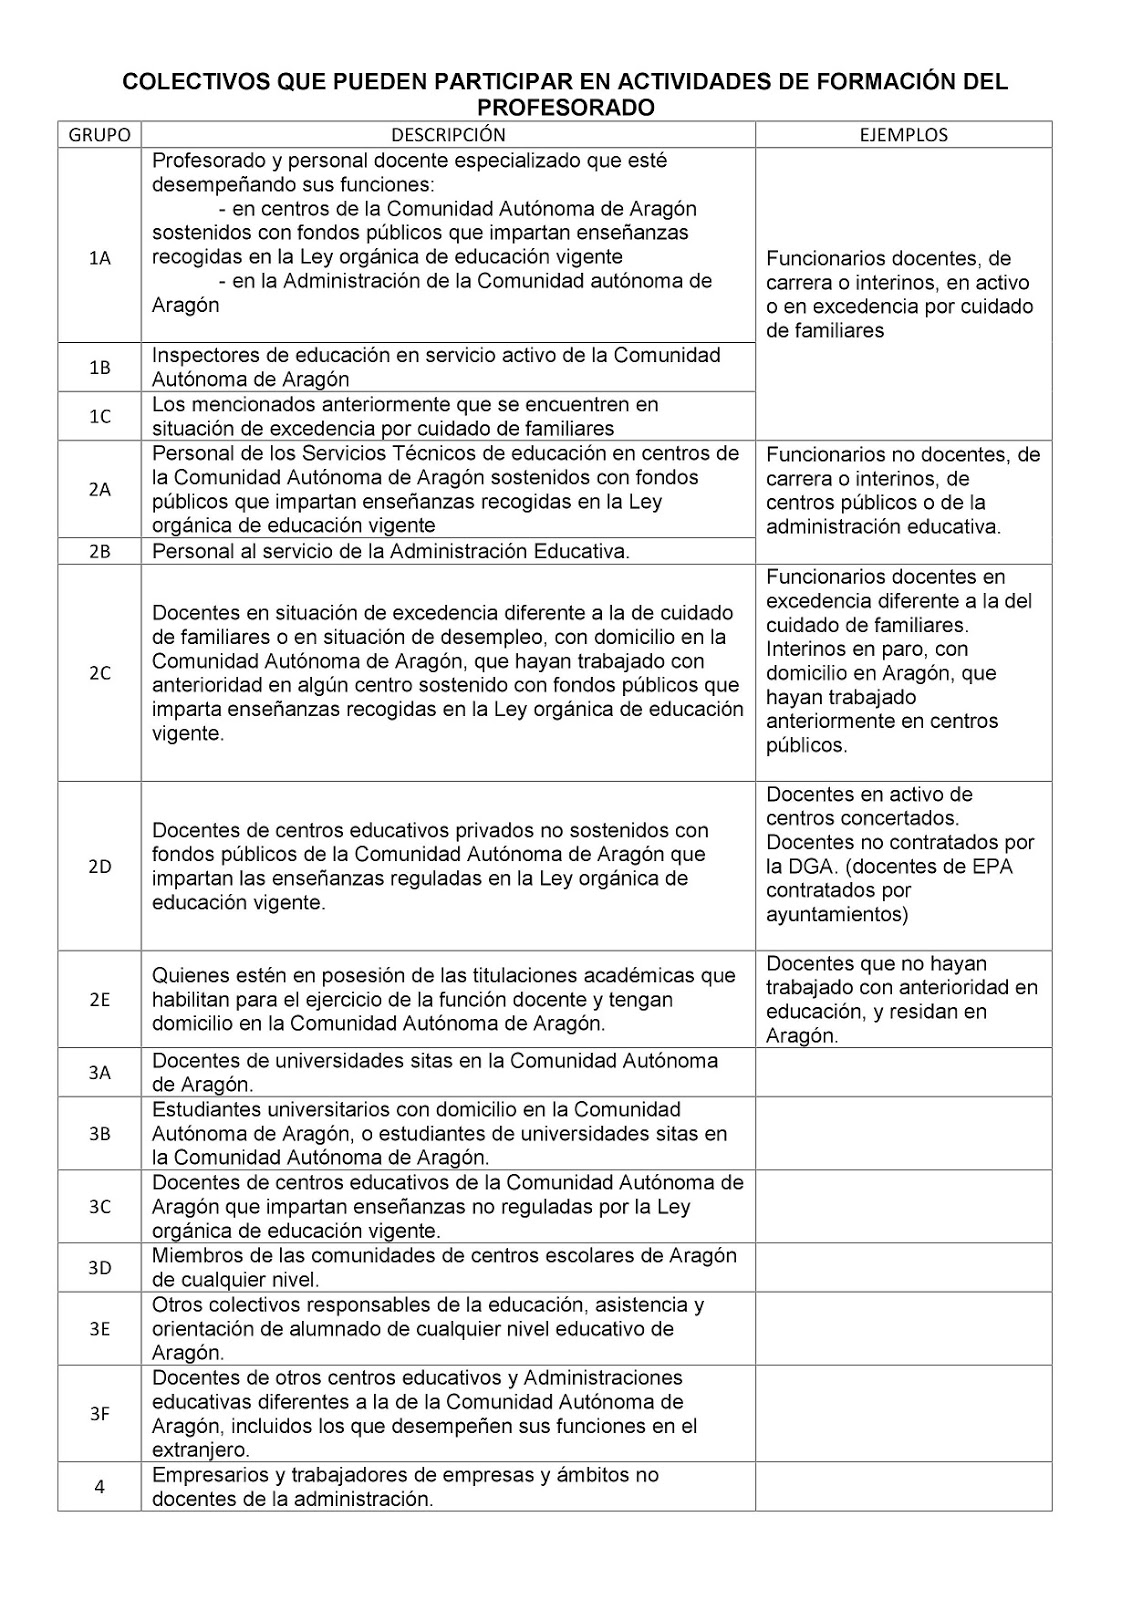 COLECTIVOS QUE PUEDEN PARTICIPAR EN ACTIVIDADES DE FORMACIÓN DEL
PROFESORADO
GRUPO DESCRIPCIÓN EJEMPLOS
1A
Profesorado y personal docente especializado que esté
desempeñando sus funciones:
- en centros de la Comunidad Autónoma de Aragón
sostenidos con fondos públicos que impartan enseñanzas
recogidas en la Ley orgánica de educación vigente
- en la Administración de la Comunidad autónoma de
Aragón
Funcionarios docentes, de
carrera o interinos, en activo
o en excedencia por cuidado
de familiares
1B
Inspectores de educación en servicio activo de la Comunidad
Autónoma de Aragón
1C
Los mencionados anteriormente que se encuentren en
situación de excedencia por cuidado de familiares
2A
Personal de los Servicios Técnicos de educación en centros de
la Comunidad Autónoma de Aragón sostenidos con fondos
públicos que impartan enseñanzas recogidas en la Ley
orgánica de educación vigente
Funcionarios no docentes, de
carrera o interinos, de
centros públicos o de la
administración educativa.
2B
Personal al servicio de la Administración Educativa.
2C
Docentes en situación de excedencia diferente a la de cuidado
de familiares o en situación de desempleo, con domicilio en la
Comunidad Autónoma de Aragón, que hayan trabajado con
anterioridad en algún centro sostenido con fondos públicos que
imparta enseñanzas recogidas en la Ley orgánica de educación
vigente.
Funcionarios docentes en
excedencia diferente a la del
cuidado de familiares.
Interinos en paro, con
domicilio en Aragón, que
hayan trabajado
anteriormente en centros
públicos.
2D
Docentes de centros educativos privados no sostenidos con
fondos públicos de la Comunidad Autónoma de Aragón que
impartan las enseñanzas reguladas en la Ley orgánica de
educación vigente.
Docentes en activo de
centros concertados.
Docentes no contratados por
la DGA. (docentes de EPA
contratados por
ayuntamientos)
2E
Quienes estén en posesión de las titulaciones académicas que
habilitan para el ejercicio de la función docente y tengan
domicilio en la Comunidad Autónoma de Aragón.
Docentes que no hayan
trabajado con anterioridad en
educación, y residan en
Aragón.
3A
Docentes de universidades sitas en la Comunidad Autónoma
de Aragón.
3B
Estudiantes universitarios con domicilio en la Comunidad
Autónoma de Aragón, o estudiantes de universidades sitas en
la Comunidad Autónoma de Aragón.
3C
Docentes de centros educativos de la Comunidad Autónoma de
Aragón que impartan enseñanzas no reguladas por la Ley
orgánica de educación vigente.
3D
Miembros de las comunidades de centros escolares de Aragón
de cualquier nivel.
3E
Otros colectivos responsables de la educación, asistencia y
orientación de alumnado de cualquier nivel educativo de
Aragón.
3F
Docentes de otros centros educativos y Administraciones
educativas diferentes a la de la Comunidad Autónoma de
Aragón, incluidos los que desempeñen sus funciones en el
extranjero.
4
Empresarios y trabajadores de empresas y ámbitos no
docentes de la administración.